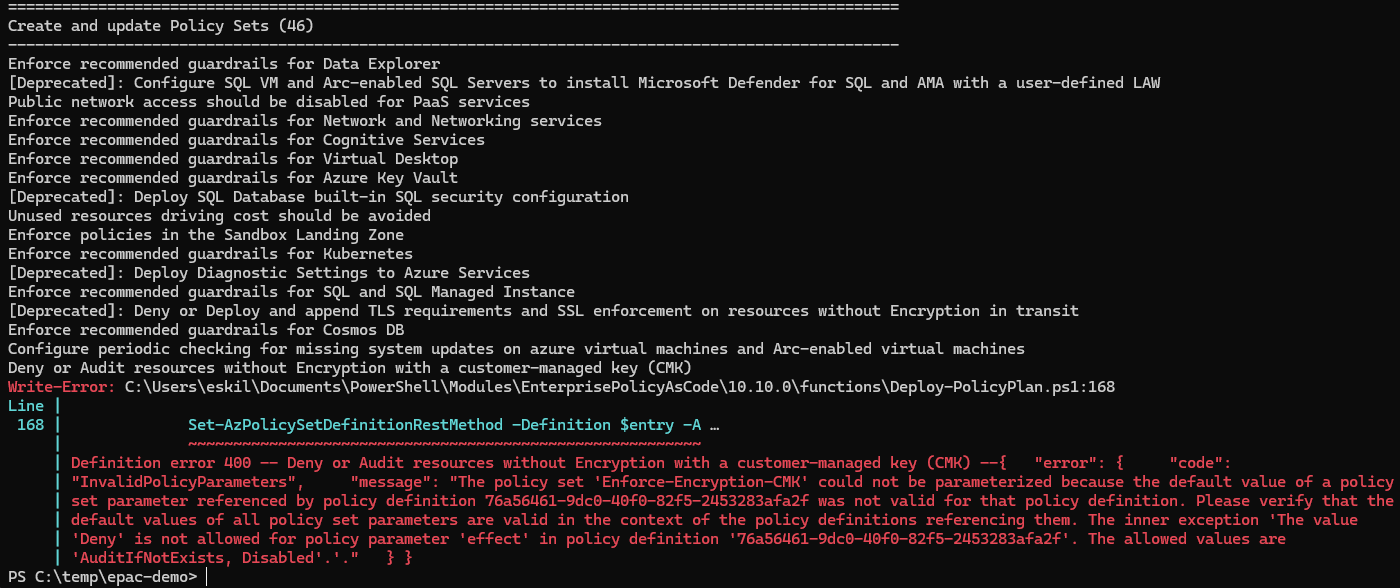 ====================================================================================================
Create and update Policy Sets (46)
----------------------------------------------------------------------------------------------------
Enforce recommended guardrails for Data Explorer
[Deprecated]: Configure SQL VM and Arc-enabled SQL Servers to install Microsoft Defender for SQL and AMA with a user-defined LAW
Public network access should be disabled for PaaS services
Enforce recommended guardrails for Network and Networking services
Enforce recommended guardrails for Cognitive Services
Enforce recommended guardrails for Virtual Desktop
Enforce recommended guardrails for Azure Key Vault
[Deprecated]: Deploy SQL Database built-in SQL security configuration
Unused resources driving cost should be avoided
Enforce policies in the Sandbox Landing Zone
Enforce recommended guardrails for Kubernetes
[Deprecated]: Deploy Diagnostic Settings to Azure Services
Enforce recommended guardrails for SQL and SQL Managed Instance
[Deprecated]: Deny or Deploy and append TLS requirements and SSL enforcement on resources without Encryption in transit
Enforce recommended guardrails for Cosmos DB
Configure periodic checking for missing system updates on azure virtual machines and Arc-enabled virtual machines
Deny or Audit resources without Encryption with a customer-managed key (CMK)
Write-Error: C:\Users\eskil\Documents\PowerShell\Modules\EnterprisePolicyAsCode\10.10.0\functions\Deploy-PolicyPlan.ps1:168
Line |
 168 |               Set-AzPolicySetDefinitionRestMethod -Definition $entry -A …
     |               ~~~~~~~~~~~~~~~~~~~~~~~~~~~~~~~~~~~~~~~~~~~~~~~~~~~~~~~~~
     | Definition error 400 -- Deny or Audit resources without Encryption with a customer-managed key (CMK) --{   "error": {     "code":
     | "InvalidPolicyParameters",     "message": "The policy set 'Enforce-Encryption-CMK' could not be parameterized because the default value of a policy
     | set parameter referenced by policy definition 76a56461-9dc0-40f0-82f5-2453283afa2f was not valid for that policy definition. Please verify that the
     | default values of all policy set parameters are valid in the context of the policy definitions referencing them. The inner exception 'The value
     | 'Deny' is not allowed for policy parameter 'effect' in policy definition '76a56461-9dc0-40f0-82f5-2453283afa2f'. The allowed values are
     | 'AuditIfNotExists, Disabled'.'."   } }
PS C:\temp\epac-demo>